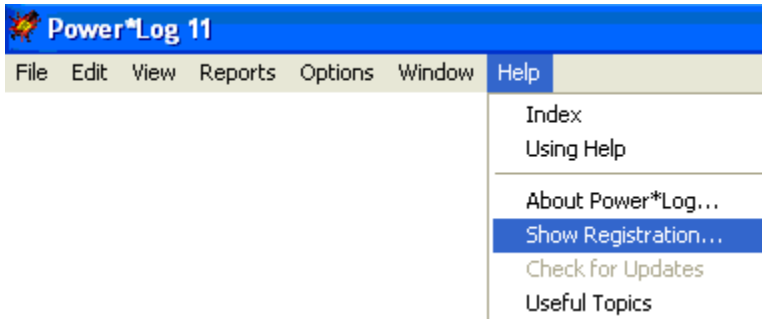 Power*Log 11
File Edit View Reports Options Window Help
Index
Using Help
About Power*Log...
Show Registration...
Check for Updates
Useful Topics